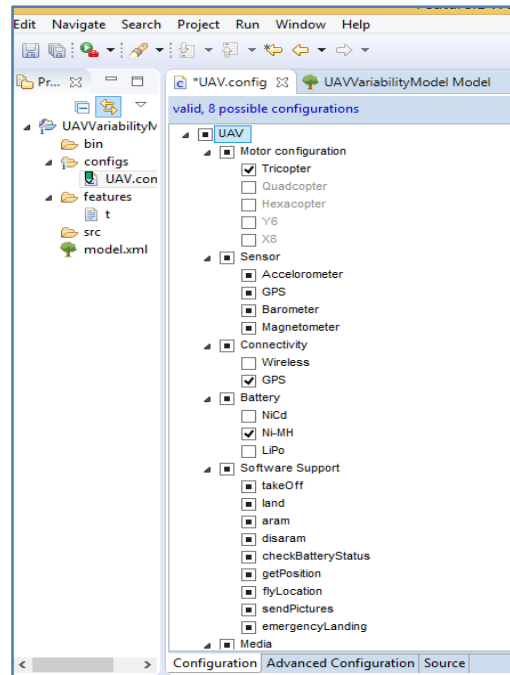 Edit Navigate Search Project Run Window Help
Pr...
*UAV.config UAVVariabilityModel Model
valid, 8 possible configurations
UAVVariabilityM
bin
configs
UAV.con
features
t
src
model.xml
UAV
Motor configuration
Tricopter
Quadcopter
Hexacopter
Y6
X8
Sensor
Accelorometer
GPS
Barometer
Magnetometer
Connectivity
Wireless
GPS
Battery
NiCd
Ni-MH
LiPo
Software Support
takeOff
land
aram
disaram
checkBatteryStatus
getPosition
flyLocation
sendPictures
emergencyLanding
Media
Configuration Advanced Configuration Source